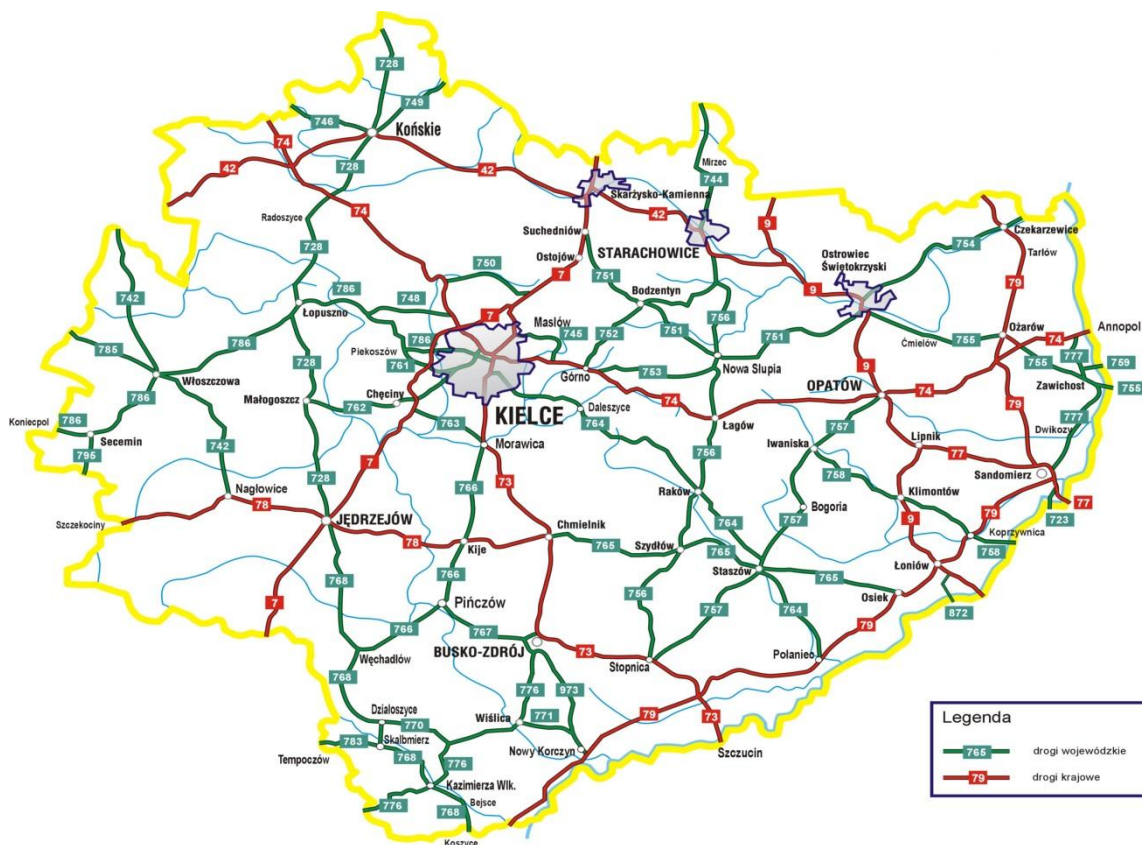 728
749
746
Końskie
74
42
728
42
Mirzec
744
Skarżysko-Kamienna
42
74
Radoszyce
9
Czekarzewice
754
Tarłów
Suchedniów
STARACHOWICE
Ostrowiec
Świętokrzyski
728
Ostojów
750
7
751
Bodzentyn
9
79
742
786
748
756
Łopuszno
7
Masłów
752
751
751
Annopol
786
745
Ożarów
74
785
786
Piekoszów
761
Ćmielów
755
777
759
Włoszczowa
728
Górno
753
Nowa Słupia
755
Zawichost
755
786
Małogoszcz
762
Chęciny
KIELCE
74
Daleszyce
OPATÓW
9
74
79
777
Koniecpol
786
Secemin
763
764
Łagów
757
Dwikozy
795
742
7
Morawica
756
Iwaniska
Lipnik
77
728
766
73
758
Sandomierz
Nagłowice
Raków
Klimontów
78
764
757
Bogoria
79
77
Szczekociny
JĘDRZEJÓW
723
Chmielnik
9
Koprzywnica
78
Kije
765
Szydłów
765
758
768
766
Staszów
765
Łoniów
7
756
757
764
Osiek
872
Pińczów
79
766
767
BUSKO-ZDRÓJ
73
Stopnica
Połaniec
Węchadłów
768
776
973
Działoszyce
770
Wiślica
771
79
73
Legenda
783
Skalbmierz
Nowy Korczyn
Szczucin
765
drogi wojewódzkie
Tempoczów
768
776
79
drogi krajowe
Kazimierza Wlk.
776
768
Bejsce
Koszyce